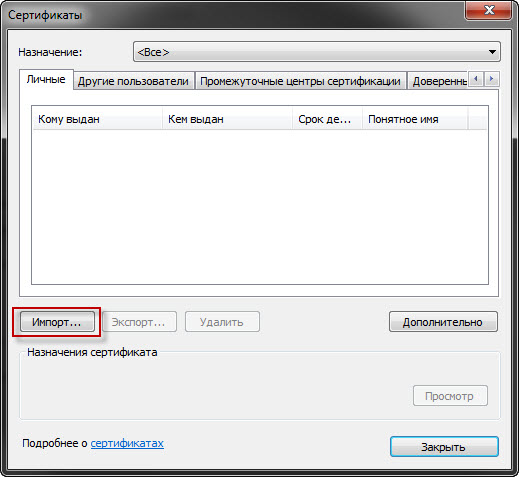 Сертификаты
Назначение: <Все>
Личные Другие пользователи Промежуточные центры сертификации Доверенны
Кому выдан Кем выдан Срок де... Понятное имя
Импорт... Экспорт... Удалить Дополнительно
Назначения сертификата
Просмотр
Подробнее о сертификатах
Закрыть